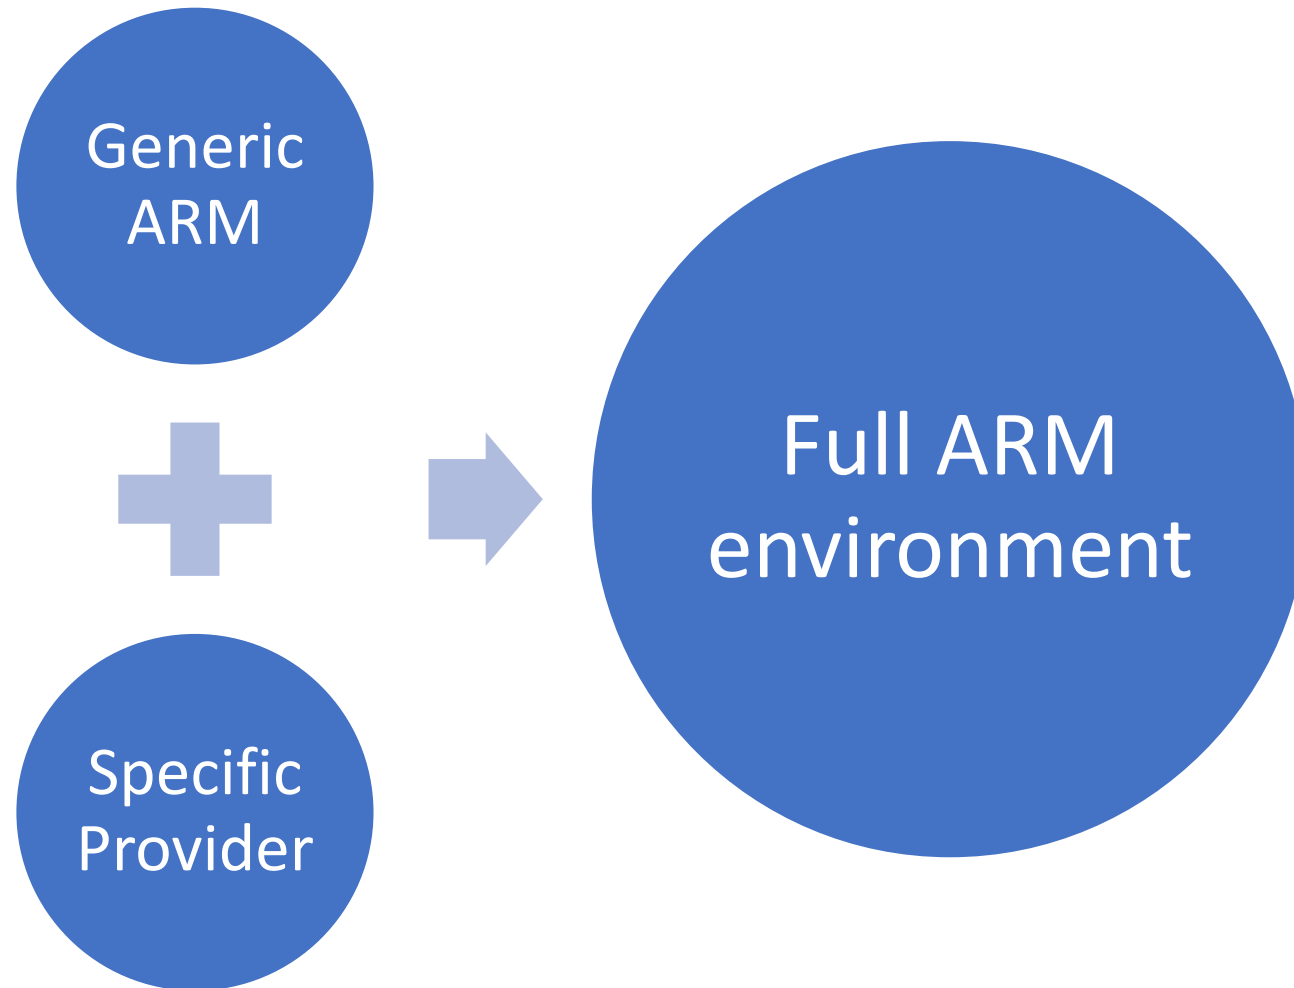 Generic
ARM
Specific
Provider
Full ARM
environment